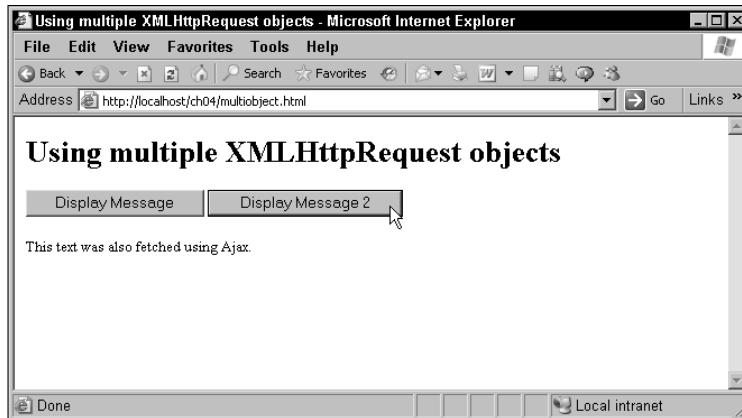 Using multiple XMLHttpRequest objects - Microsoft Internet Explorer
File Edit View Favorites Tools Help
Back Search Favorites
Address http://localhost/ch04/multiobject.html Go Links »
Using multiple XMLHttpRequest objects
Display Message Display Message 2
This text was also fetched using Ajax.
Done Local intranet